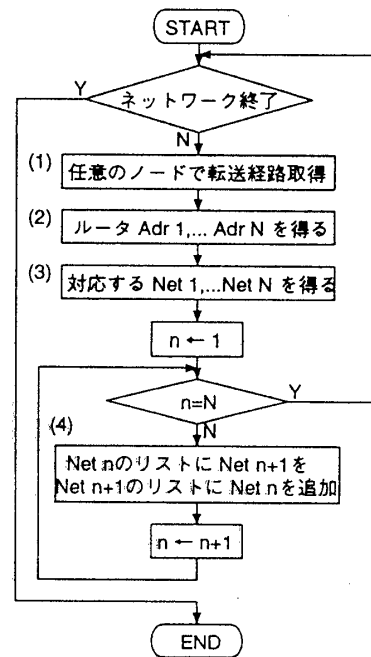 START
Y
ネットワーク終了
N
(1)
任意のノードで転送経路取得
(2)
ルータ Adr 1,... Adr N を得る
(3)
対応する Net 1,...Net N を得る
n ← 1
n=N
Y
(4)
N
Net nのリストに Net n+1を
Net n+1のリストに Net nを追加
n ← n+1
END